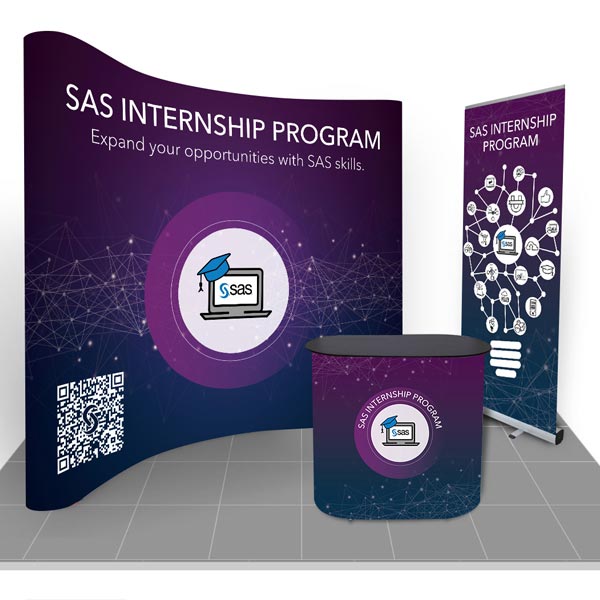 SAS INTERNSHIP PROGRAM
Expand your opportunities with SAS skills.
sas
SAS INTERNSHIP
PROGRAM
sas
SAS INTERNSHIP PROGRAM
sas